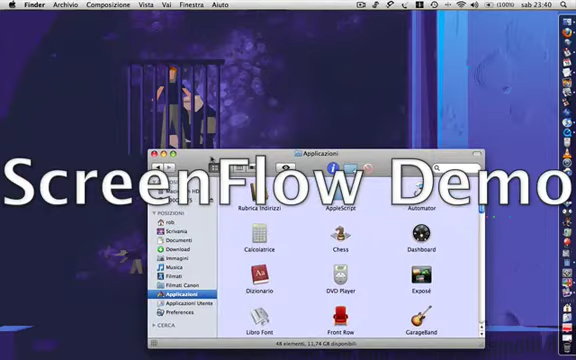 Finder Archivio Composizione Vista Vai Finestra Aiuto
(100%) sab 23:40
Applicazioni
ScreenFlow Demo
POSIZIONI
rob
Scrivania
Documenti
Download
Immagini
Musica
Filmati
Filmati Canon
Applicazioni
Applicazioni Utente
Preferences
CERCA
Rubrica Indirizzi AppleScript Automator
Calcolatrice Chess Dashboard
Dizionario DVD Player Exposé
Libro Font Front Row GarageBand
48 elementi, 11,74 GB disponibili